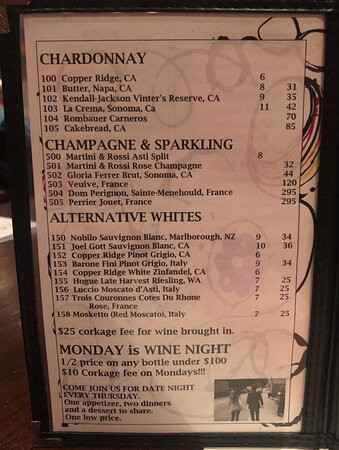 CHARDONNAY
100 Copper Ridge, CA 6
101 Butter, Napa, CA 8 31
102 Kendall-Jackson Vinter's Reserve, CA 9 35
103 La Crema, Sonoma, Ca 11 42
104 Rombauer Carneros 70
105 Cakebread, CA 85
CHAMPAGNE & SPARKLING
500 Martini & Rossi Asti Split 8
501 Martini & Rossi Rose Champagne 32
502 Gloria Ferrer Brut, Sonoma, CA 44
503 Veuive, France 120
504 Dom Perignon, Sainte-Menehould, France 295
505 Perrier Jouet, France 295
ALTERNATIVE WHITES
150 Nobilo Sauvignon Blanc, Marlborough, NZ 9 34
151 Joel Gott Sauvignon Blanc, CA 10 36
152 Copper Ridge Pinot Grigio, CA 6
153 Barone Fini Pinot Grigio, Italy 9 34
154 Copper Ridge White Zinfandel, CA 6
155 Hogue Late Harvest Riesling, WA 7 25
156 Luccio Moscato d'Asti, Italy 7 25
157 Trois Couronnes Cotes Du Rhone 7 25
Rose, France
158 Mosketto (Red Moscato), Italy 7 25
$25 corkage fee for wine brought in.
MONDAY is WINE NIGHT
1/2 price on any bottle under $100
$10 Corkage fee on Mondays!!!
COME JOIN US FOR DATE NIGHT
EVERY THURSDAY.
One appetizer, two dinners
and a dessert to share.
One low price.